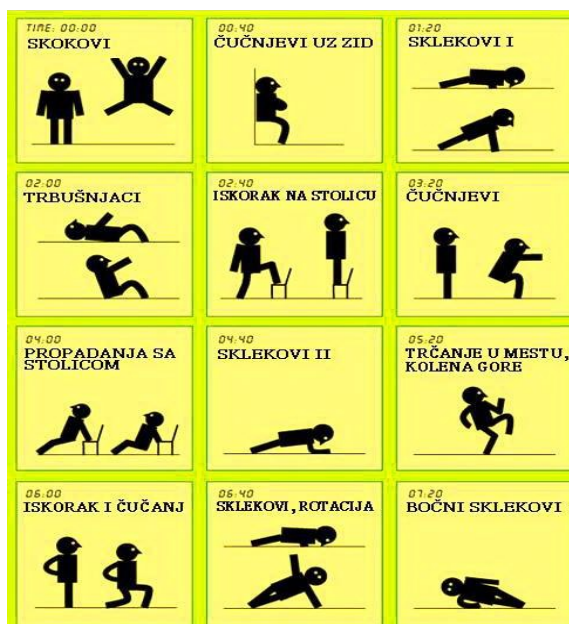 TIME: 00:00
SKOKOVI
00:40
ČUČNJEVI UZ ZID
01:20
SKLEKOVI I
02:00
TRBUŠNJACI
02:40
ISKORAK NA STOLICU
03:20
ČUČNJEVI
04:00
PROPADANJA SA
STOLICOM
04:40
SKLEKOVI II
05:20
TRČANJE U MESTU,
KOLENA GORE
06:00
ISKORAK I ČUČANJ
06:40
SKLEKOVI, ROTACIJA
07:20
BOČNI SKLEKOVI